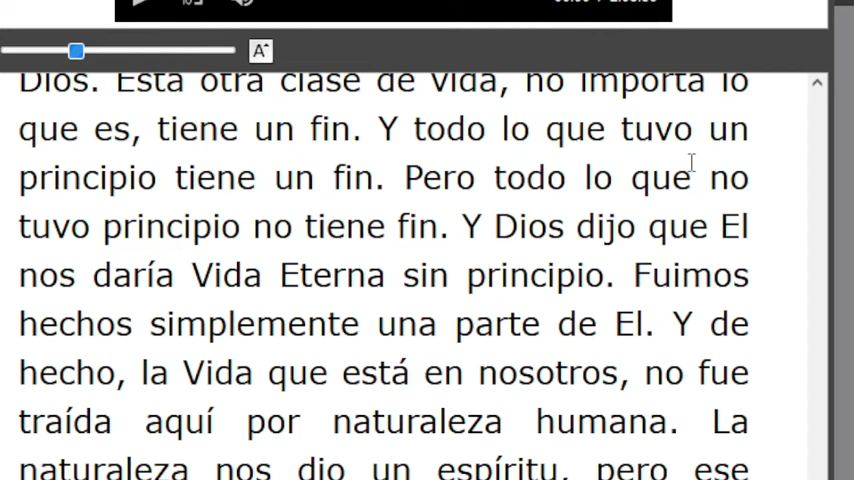 A^
Dios. Esta otra clase de vida, no importa lo
que es, tiene un fin. Y todo lo que tuvo un
principio tiene un fin. Pero todo lo que no
tuvo principio no tiene fin. Y Dios dijo que El
nos daría Vida Eterna sin principio. Fuimos
hechos simplemente una parte de El. Y de
hecho, la Vida que está en nosotros, no fue
traída aquí por naturaleza humana. La
naturaleza nos dio un espíritu, pero ese